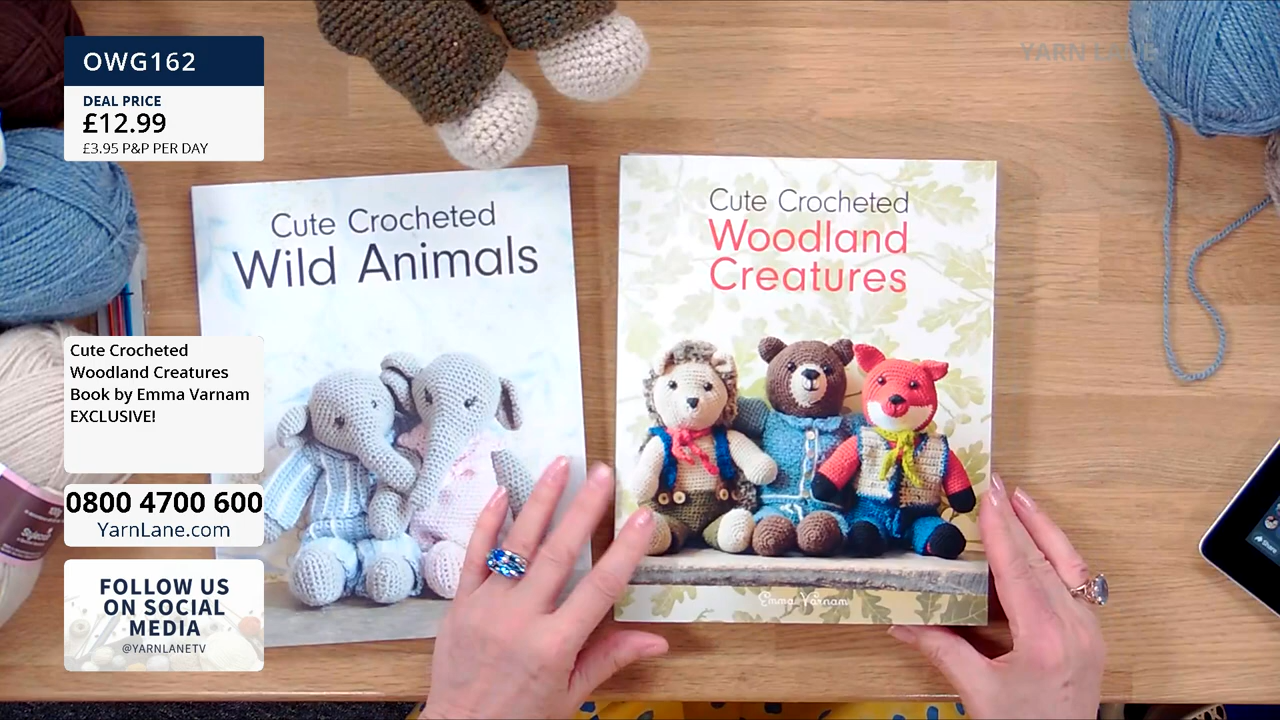 OWG162
DEAL PRICE
£12.99
£3.95 P&P PER DAY
YARN LANE
Cute Crocheted
Wild Animals
Cute Crocheted
Woodland
Creatures
Emma Varnam
Cute Crocheted
Woodland Creatures
Book by Emma Varnam
EXCLUSIVE!
0800 4700 600
YarnLane.com
FOLLOW US
ON SOCIAL
MEDIA
@YARNLANETV